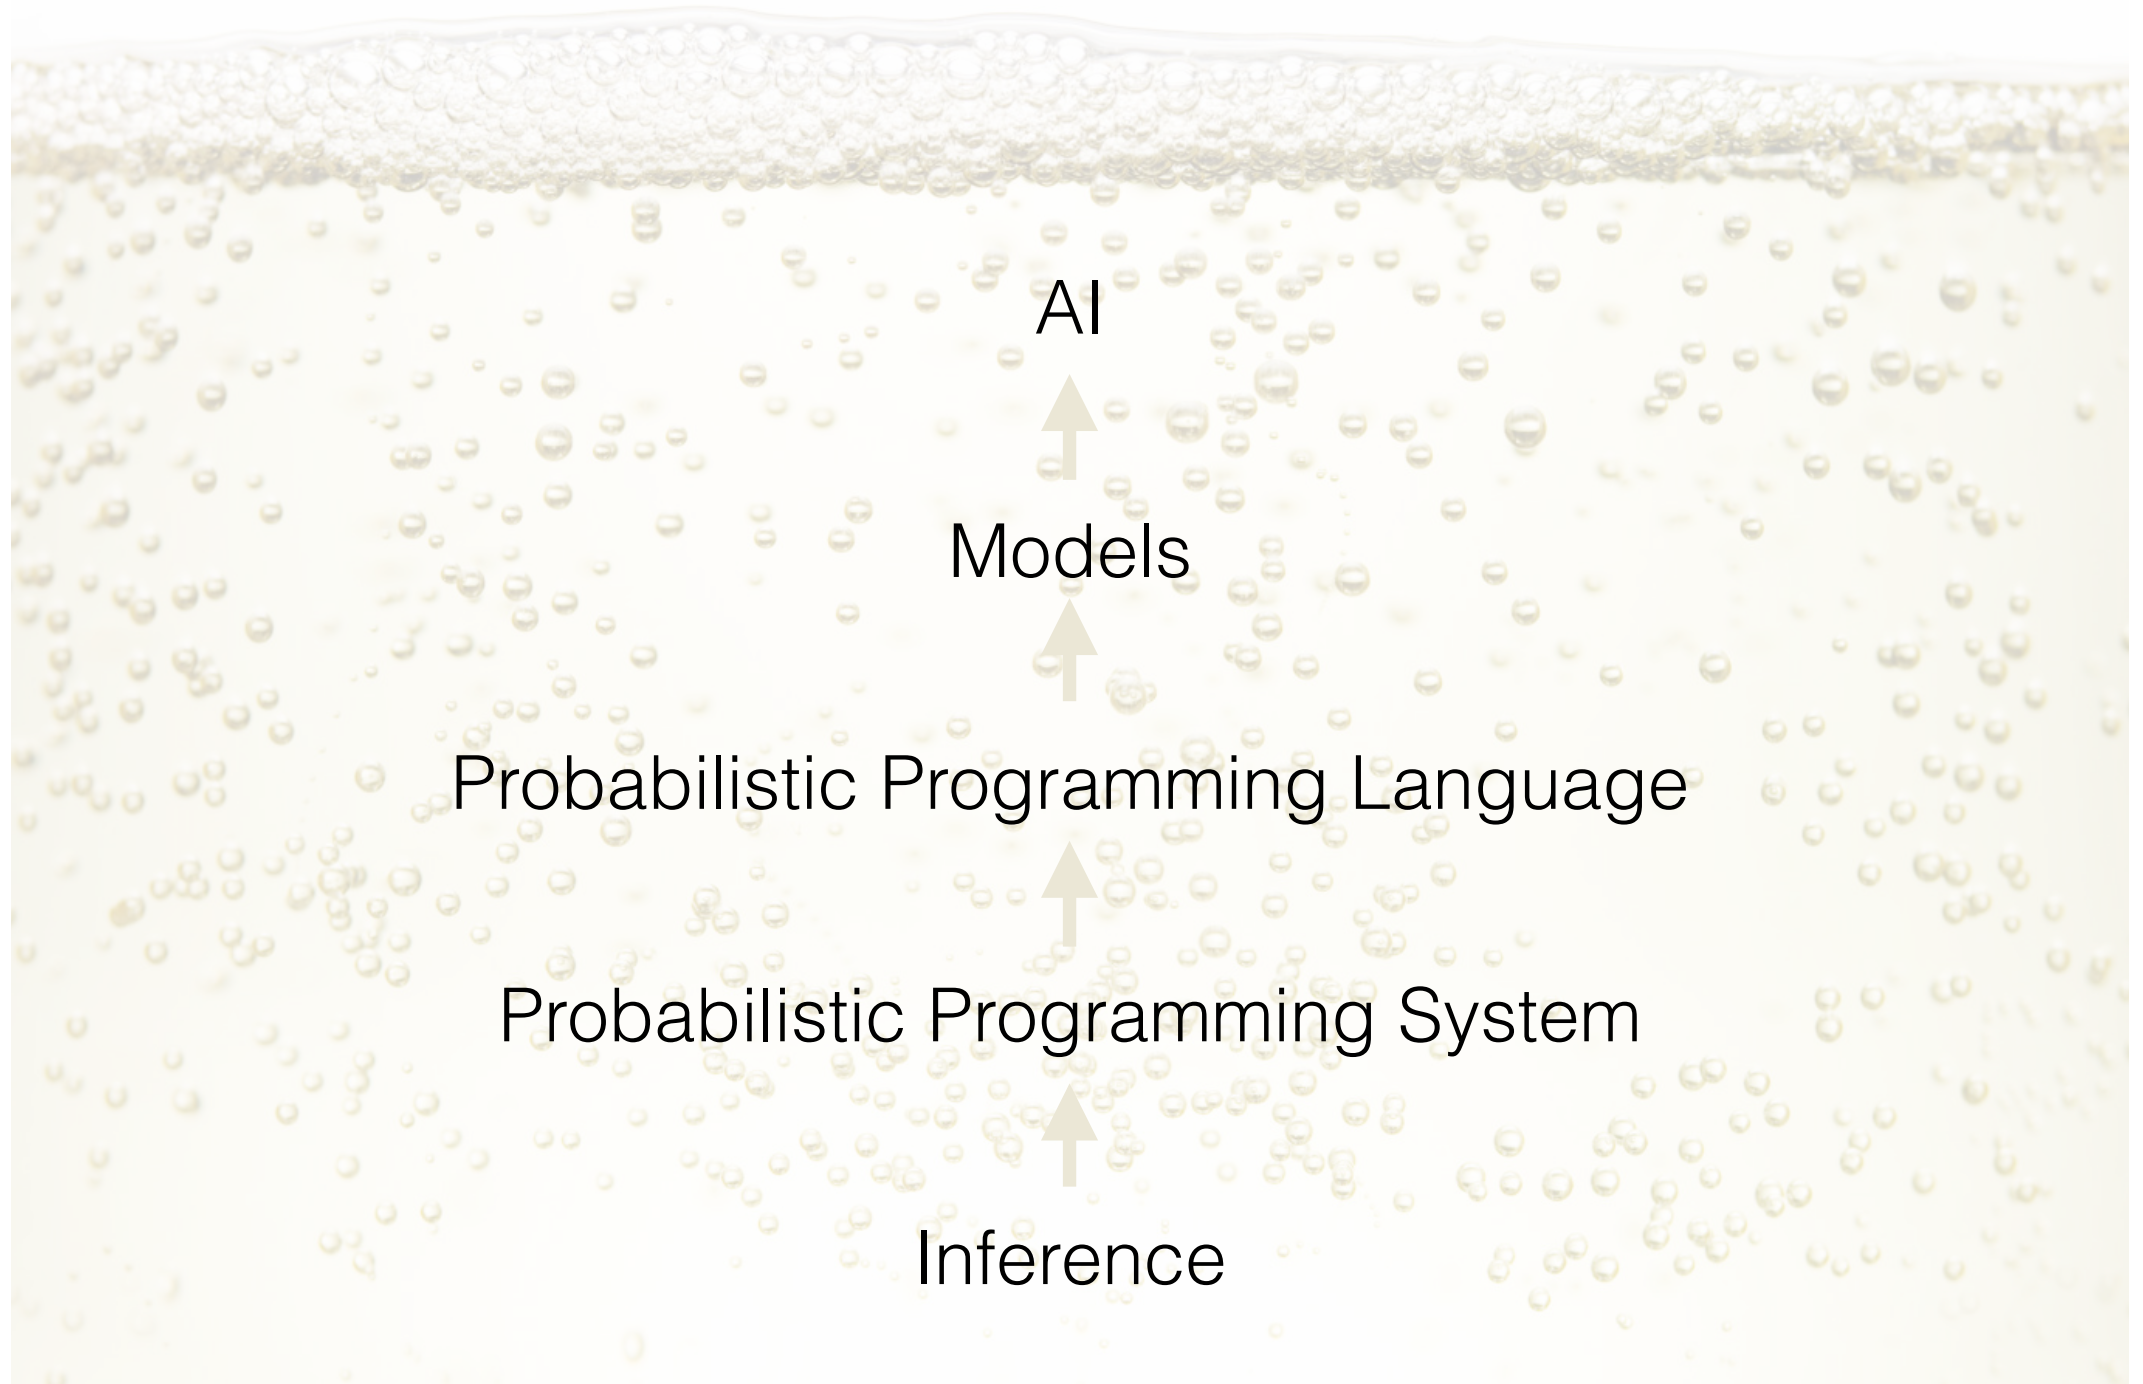 AI
Models
Probabilistic Programming Language
Probabilistic Programming System
Inference